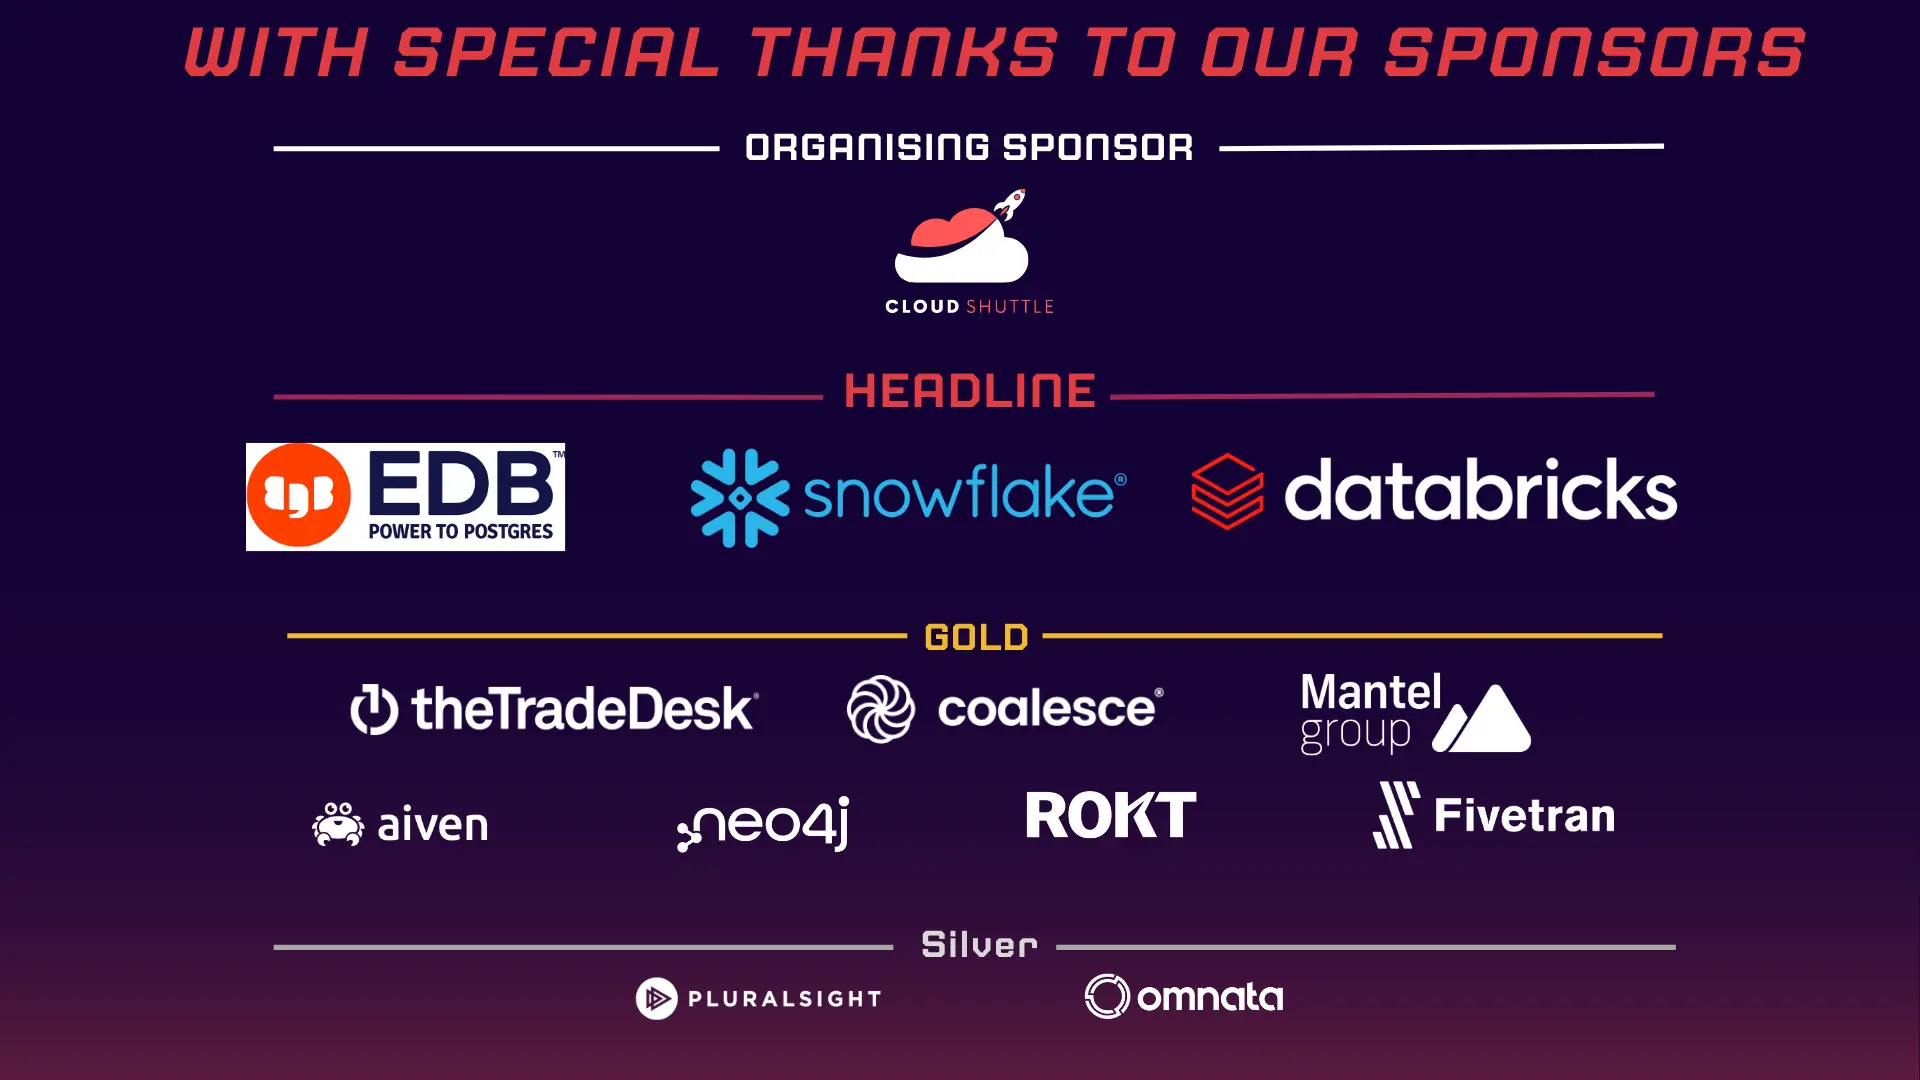 WITH SPECIAL THANKS TO OUR SPONSORS
ORGANISING SPONSOR
CLOUD SHUTTLE
HEADLINE
EDB™
POWER TO POSTGRES
snowflake®
databricks
GOLD
theTradeDesk®
coalesce®
Mantel
group
aiven
neo4j
ROKT
Fivetran
Silver
PLURALSIGHT
omnata